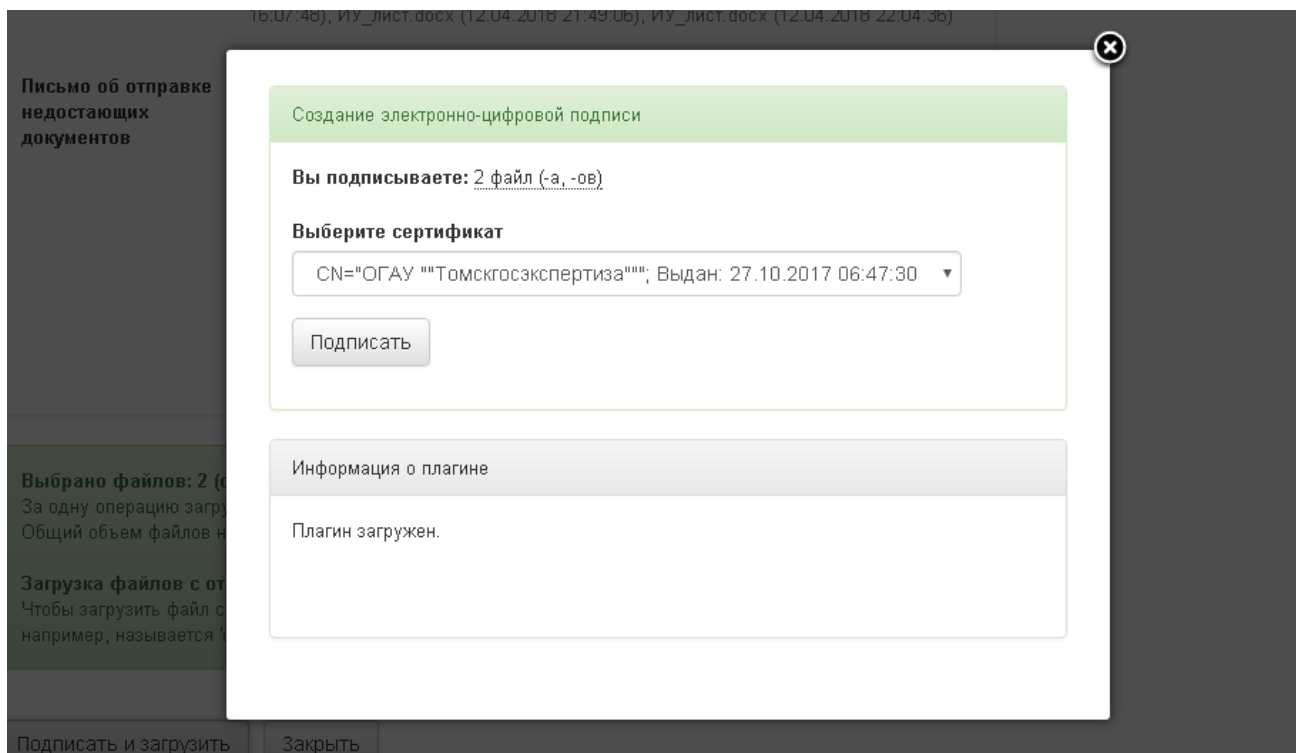 16:07:48), ИУ_лист.docx (12.04.2018 21:49:06), ИУ_лист.docx (12.04.2018 22:04:36)
Письмо об отправке
недостающих
документов
Создание электронно-цифровой подписи
Вы подписываете: 2 файл (-а, -ов)
Выберите сертификат
CN="ОГАУ ""Томскгосэкспертиза"""; Выдан: 27.10.2017 06:47:30
Подписать
Информация о плагине
Плагин загружен.
Выбрано файлов: 2 (
За одну операцию
Общий объем файлов
Загрузка файлов с
Чтобы загрузить файл
например, называется
Подписать и загрузить
Закрыть